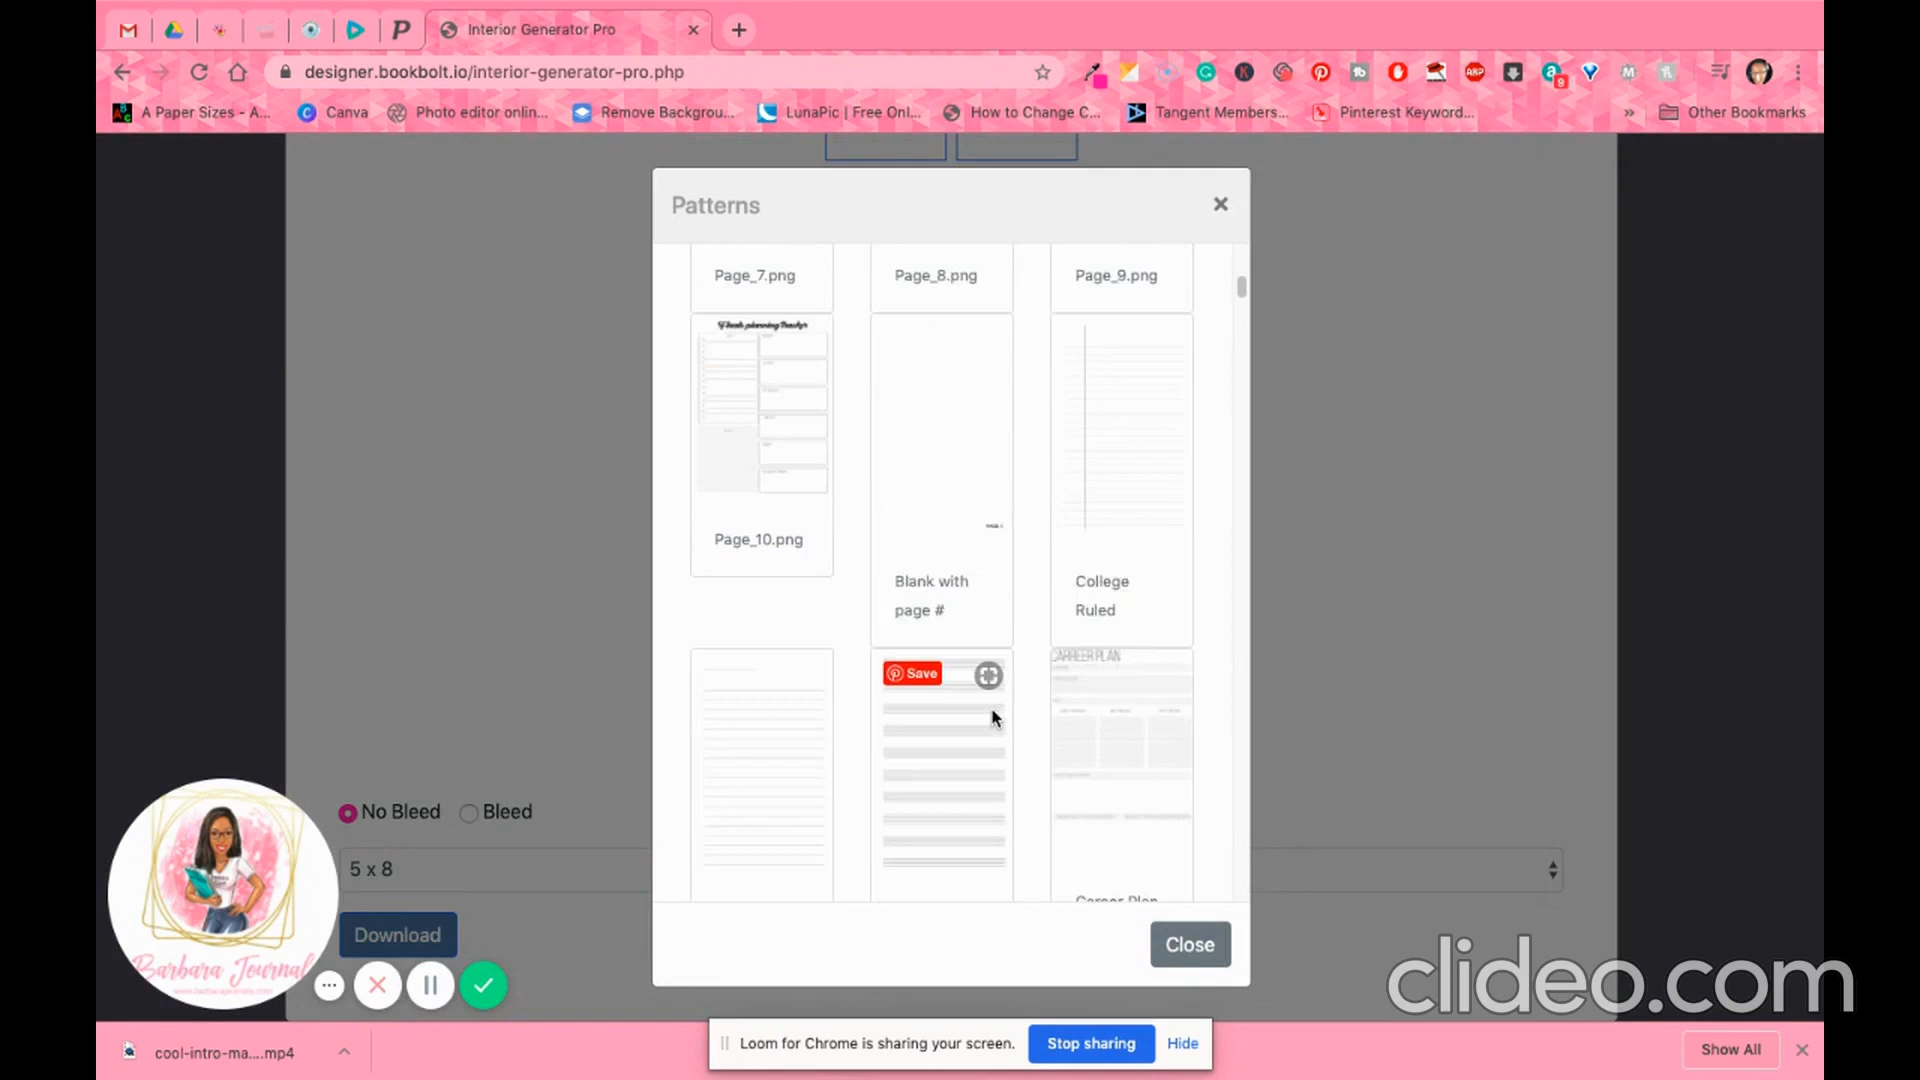 Interior Generator Pro
designer.bookbolt.io/interior-generator-pro.php
A Paper Sizes - A...
Canva
Photo editor onlin...
Remove Backgrou...
LunaPic | Free Onl...
How to Change C...
Tangent Members...
Pinterest Keyword...
»
Other Bookmarks
Patterns
Page_7.png
Page_8.png
Page_9.png
Page_10.png
Blank with
page #
College
Ruled
Save
CARREER PLAN
Career Plan
No Bleed
Bleed
5 x 8
Download
Close
Barbara Journal
clideo.com
cool-intro-ma....mp4
Loom for Chrome is sharing your screen.
Stop sharing
Hide
Show All